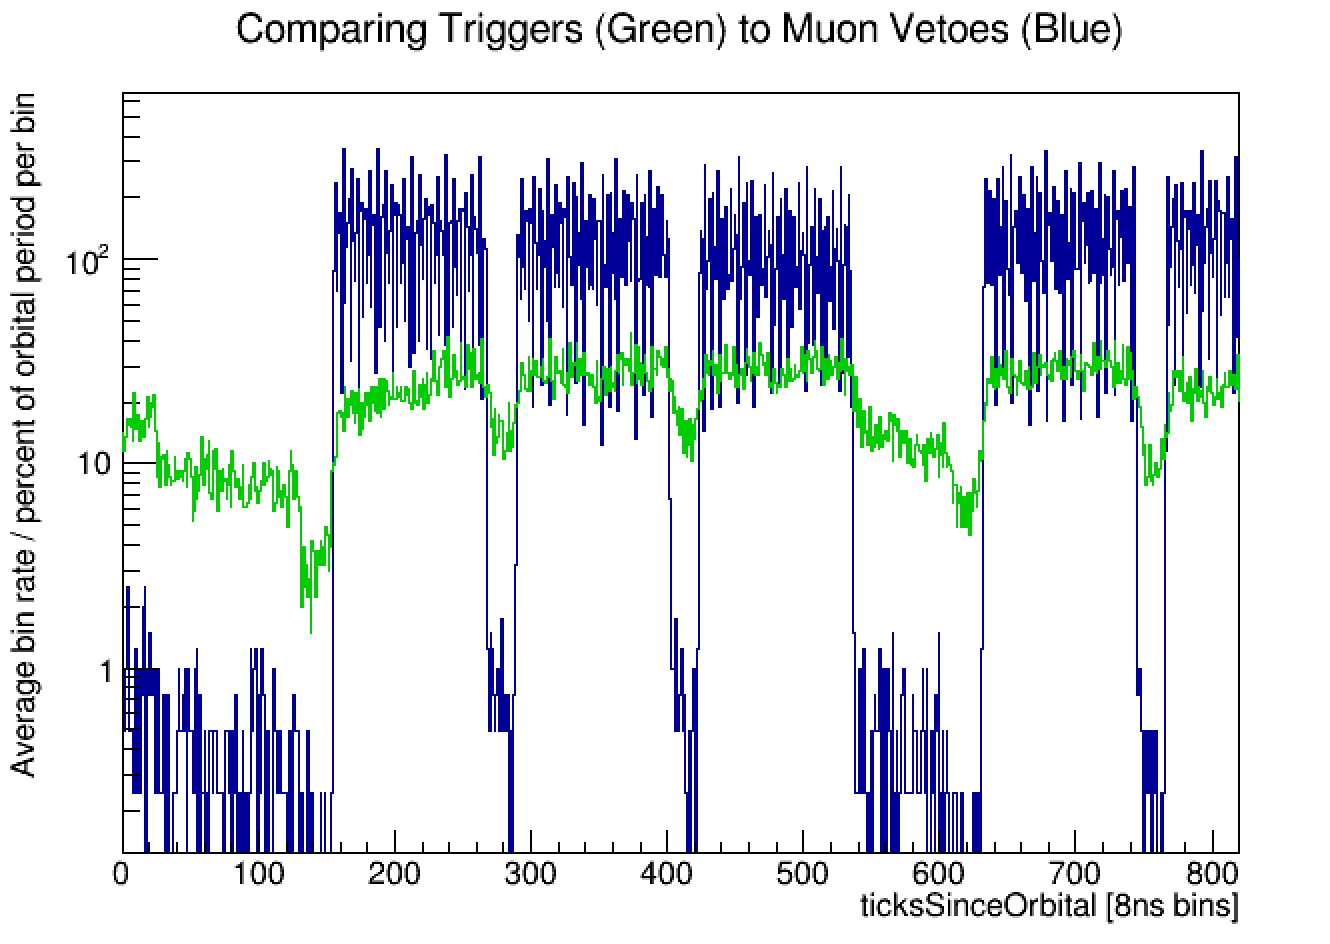 Comparing Triggers (Green) to Muon Vetoes (Blue)
Average bin rate / percent of orbital period per bin
10²
10
1
0 100 200 300 400 500 600 700 800
ticksSinceOrbital [8ns bins]